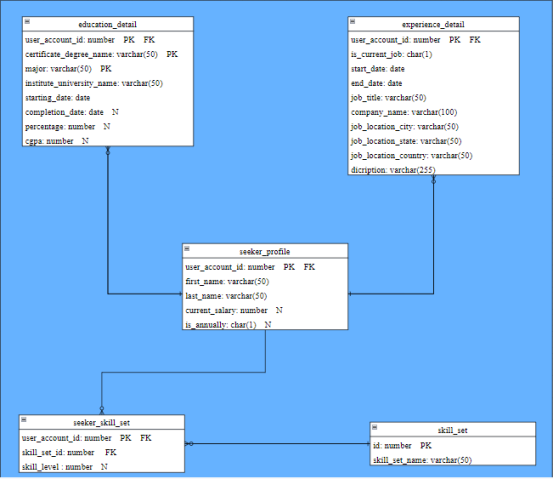 education_detail
user_account_id: number PK FK
certificate_degree_name: varchar(50) PK
major: varchar(50) PK
institute_university_name: varchar(50)
starting_date: date
completion_date: date N
percentage: number N
cgpa: number N
experience_detail
user_account_id: number PK FK
is_current_job: char(1)
start_date: date
end_date: date
job_title: varchar(50)
company_name: varchar(100)
job_location_city: varchar(50)
job_location_state: varchar(50)
job_location_country: varchar(50)
dicription: varchar(255)
seeker_profile
user_account_id: number PK FK
first_name: varchar(50)
last_name: varchar(50)
current_salary: number N
is_annually: char(1) N
seeker_skill_set
user_account_id: number PK FK
skill_set_id: number FK
skill_level : number N
skill_set
id: number PK
skill_set_name: varchar(50)